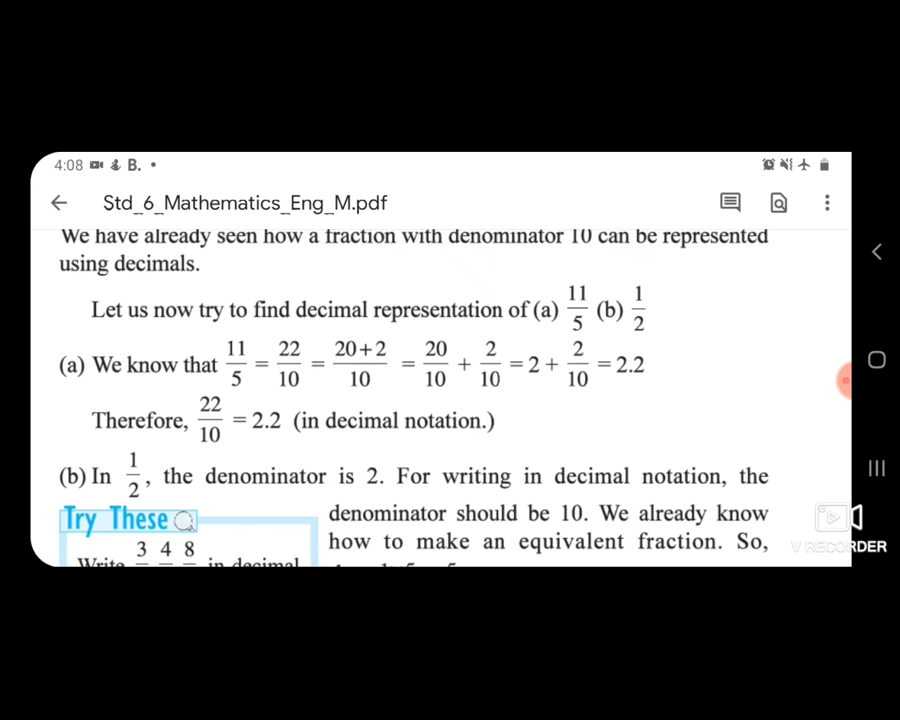 4:08 B. •
Std_6_Mathematics_Eng_M.pdf
We have already seen how a fraction with denominator 10 can be represented
using decimals.
Let us now try to find decimal representation of (a) 11/5 (b) 1/2
(a) We know that 11/5 = 22/10 = 20+2/10 = 20/10 + 2/10 = 2 + 2/10 = 2.2
Therefore, 22/10 = 2.2 (in decimal notation.)
(b) In 1/2, the denominator is 2. For writing in decimal notation, the
denominator should be 10. We already know
how to make an equivalent fraction. So,
Try These
Write 3 4 8 in decimal
V RECORDER